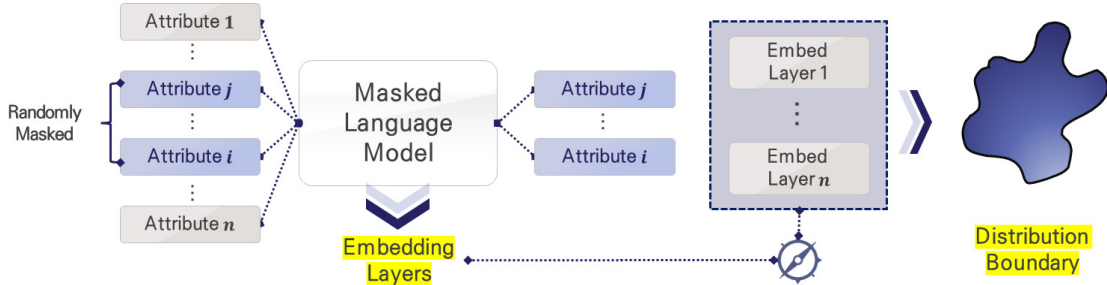 Attribute 1
Randomly
Masked
Attribute j
Attribute i
Attribute n
Masked
Language
Model
Embedding
Layers
Attribute j
Attribute i
Embed
Layer 1
Embed
Layer n
Distribution
Boundary